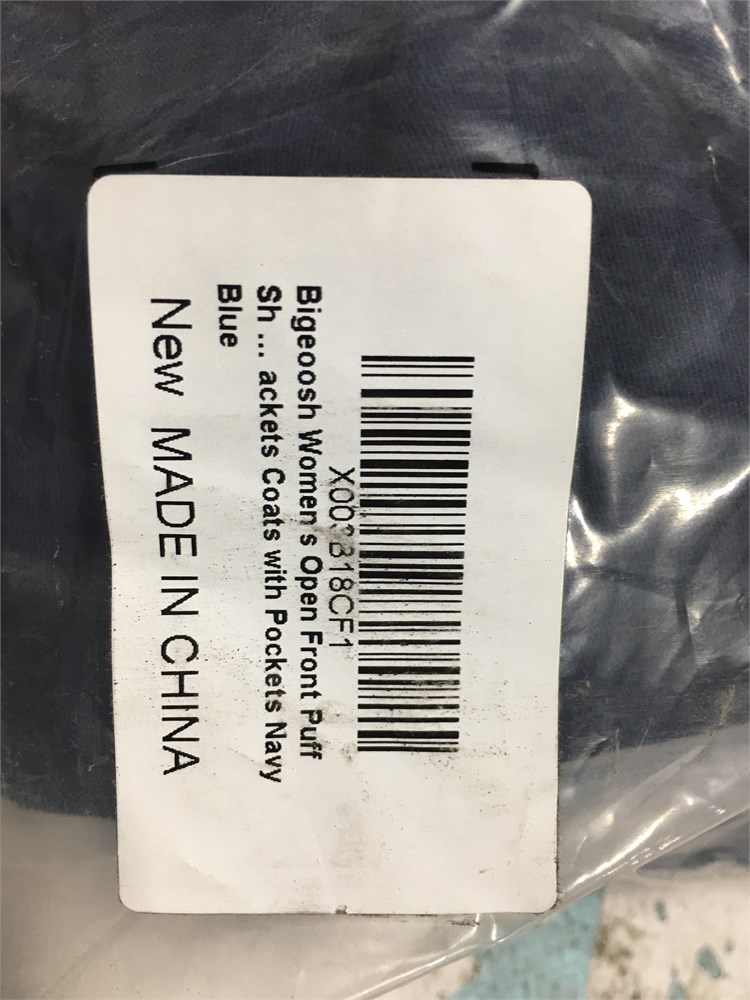 Bigeoosh Women's Open Front Puff
Sh ... ackets Coats with Pockets Navy
Blue
New MADE IN CHINA